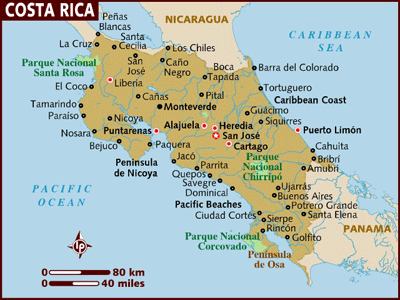 COSTA RICA
NICARAGUA
CARIBBEAN
SEA
Peñas
Blancas
Santa
Cecilia
La Cruz
Los Chiles
San
José
Caño
Negro
Boca
Tapada
Barra del Colorado
Parque Nacional
Santa Rosa
Liberia
El Coco
Tortuguero
Caribbean Coast
Cañas
Pital
Tamarindo
Monteverde
Guácimo
Paraíso
Siquirres
Nicoya
Alajuela
Heredia
Puerto Limón
Nosara
Puntarenas
San José
Bejuco
Paquera
Cartago
Cahuita
Bribrí
Parque
Nacional
Chirripó
Amubri
Peninsula
de Nicoya
Jacó
Parrita
Quepos
Savegre
Dominical
Ujarrás
Buenos Aires
PACIFIC
OCEAN
Pacific Beaches
Potrero Grande
Santa Elena
Ciudad Cortés
Sierpe
Rincón
PANAMA
Parque Nacional
Corcovado
Golfito
Península
de Osa
lp
0
80 km
0
40 miles